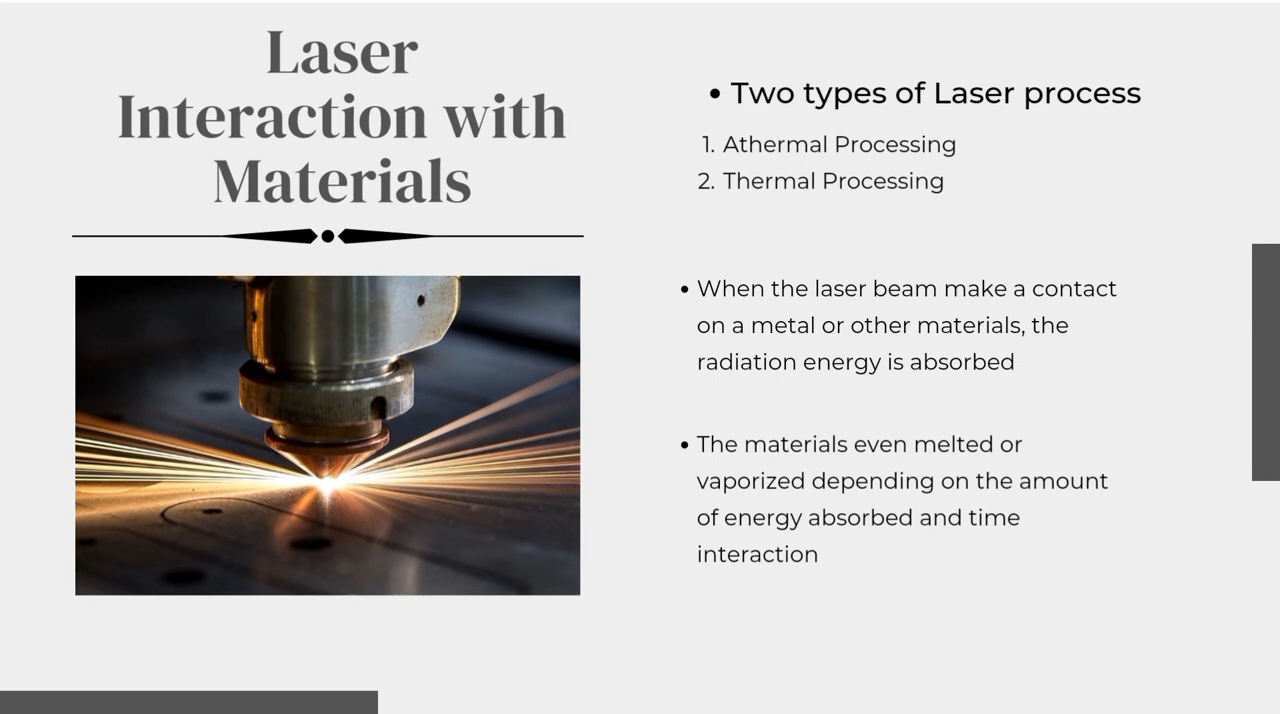 Laser
Interaction with
Materials
• Two types of Laser process
1. Athermal Processing
2. Thermal Processing
• When the laser beam make a contact
on a metal or other materials, the
radiation energy is absorbed
• The materials even melted or
vaporized depending on the amount
of energy absorbed and time
interaction